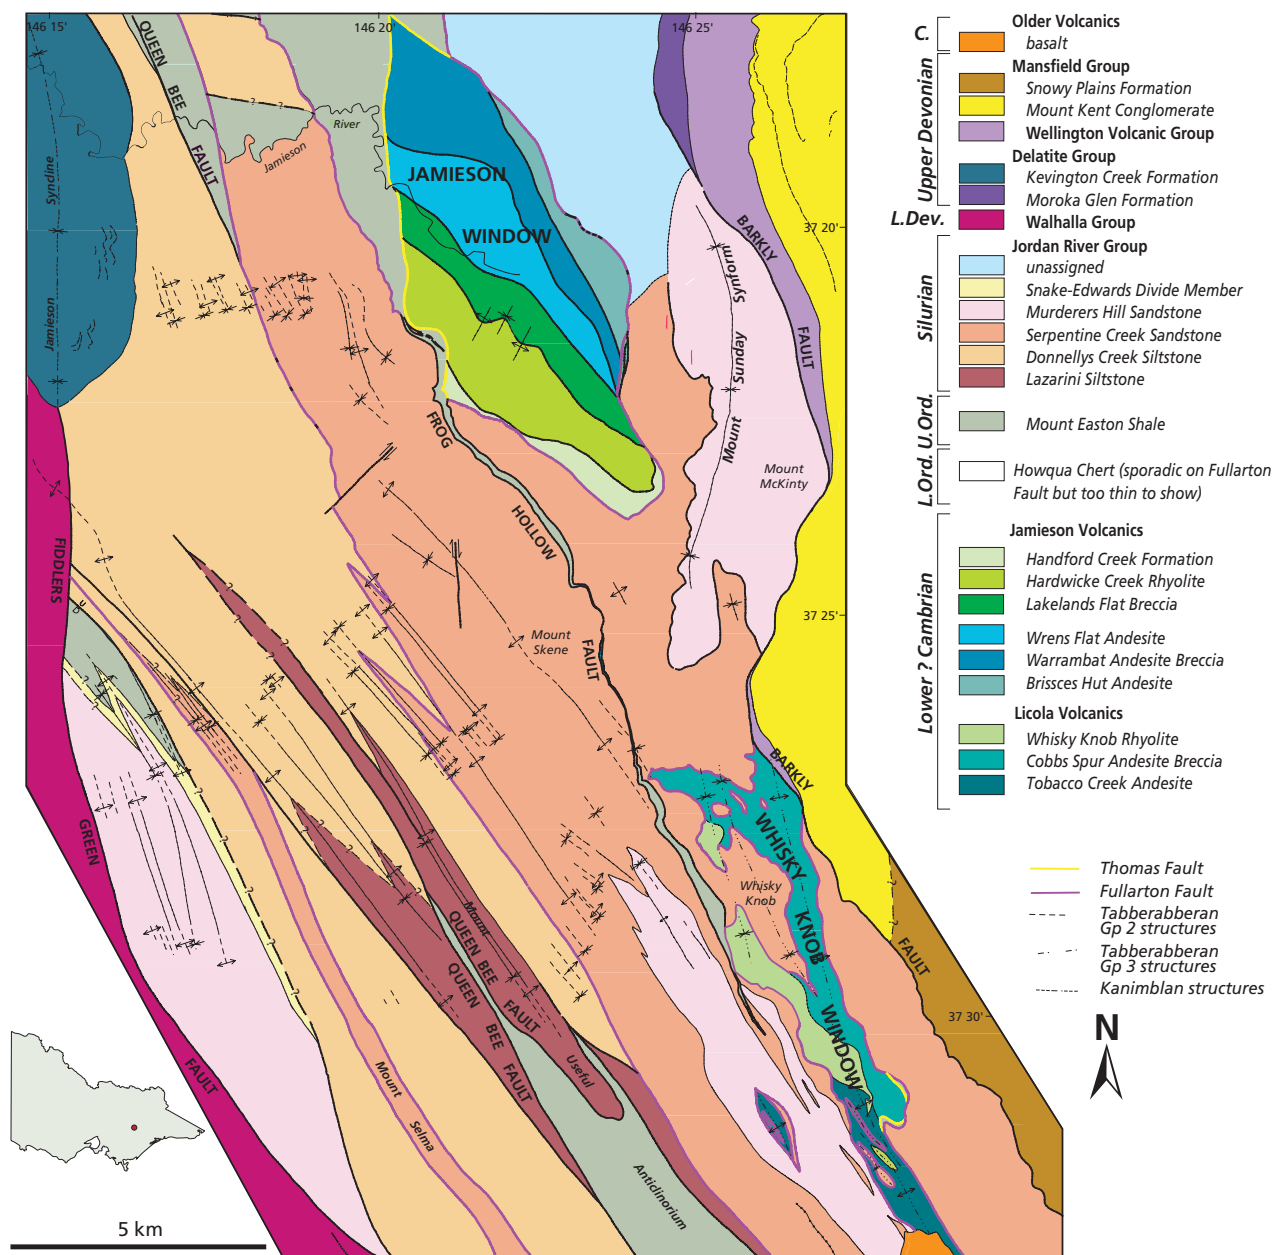 146 15'
146 20'
146 25'
QUEEN
BEE
FAULT
River
Jamieson
JAMIESON
WINDOW
Syndine
Jamieson
BARKLY
FAULT
37 20'
Synform
Sunday
Mount
Mount
McKinty
FROG
HOLLOW
FAULT
FIDDLERS
37 25'
U
D
Mount
Skene
BARKLY
FAULT
WHISKY
KNOB
WINDOW
Whisky
Knob
GREEN
FAULT
Mount
Useful
QUEEN BEE
FAULT
QUEEN
BEE
FAULT
37 30'
Mount
Selma
Anticlinorium
5 km
N
C.
Older Volcanics
basalt
Upper Devonian
Mansfield Group
Snowy Plains Formation
Mount Kent Conglomerate
Wellington Volcanic Group
Delatite Group
Kevington Creek Formation
Moroka Glen Formation
L.Dev.
Walhalla Group
Silurian
Jordan River Group
unassigned
Snake-Edwards Divide Member
Murderers Hill Sandstone
Serpentine Creek Sandstone
Donnellys Creek Siltstone
Lazarini Siltstone
U.Ord.
Mount Easton Shale
L.Ord.
Howqua Chert (sporadic on Fullarton
Fault but too thin to show)
Lower ? Cambrian
Jamieson Volcanics
Handford Creek Formation
Hardwicke Creek Rhyolite
Lakelands Flat Breccia
Wrens Flat Andesite
Warrambat Andesite Breccia
Brissces Hut Andesite
Licola Volcanics
Whisky Knob Rhyolite
Cobbs Spur Andesite Breccia
Tobacco Creek Andesite
Thomas Fault
Fullarton Fault
Tabberabberan
Gp 2 structures
Tabberabberan
Gp 3 structures
Kanimblan structures